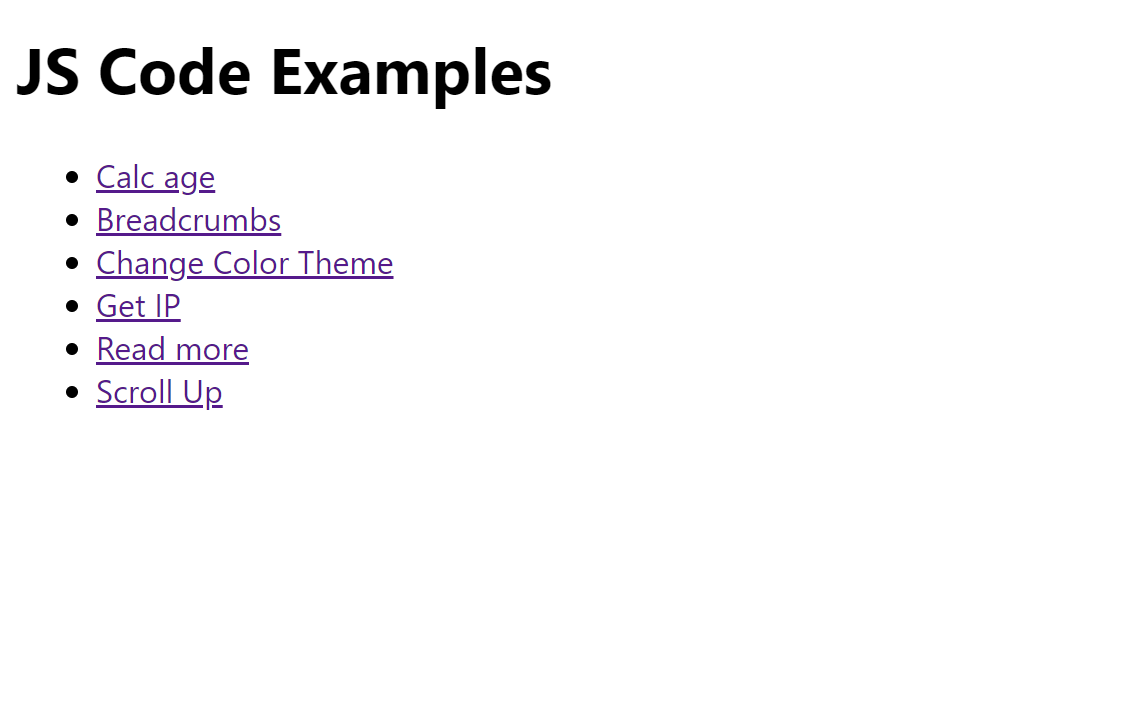 JS Code Examples
Calc age
Breadcrumbs
Change Color Theme
Get IP
Read more
Scroll Up